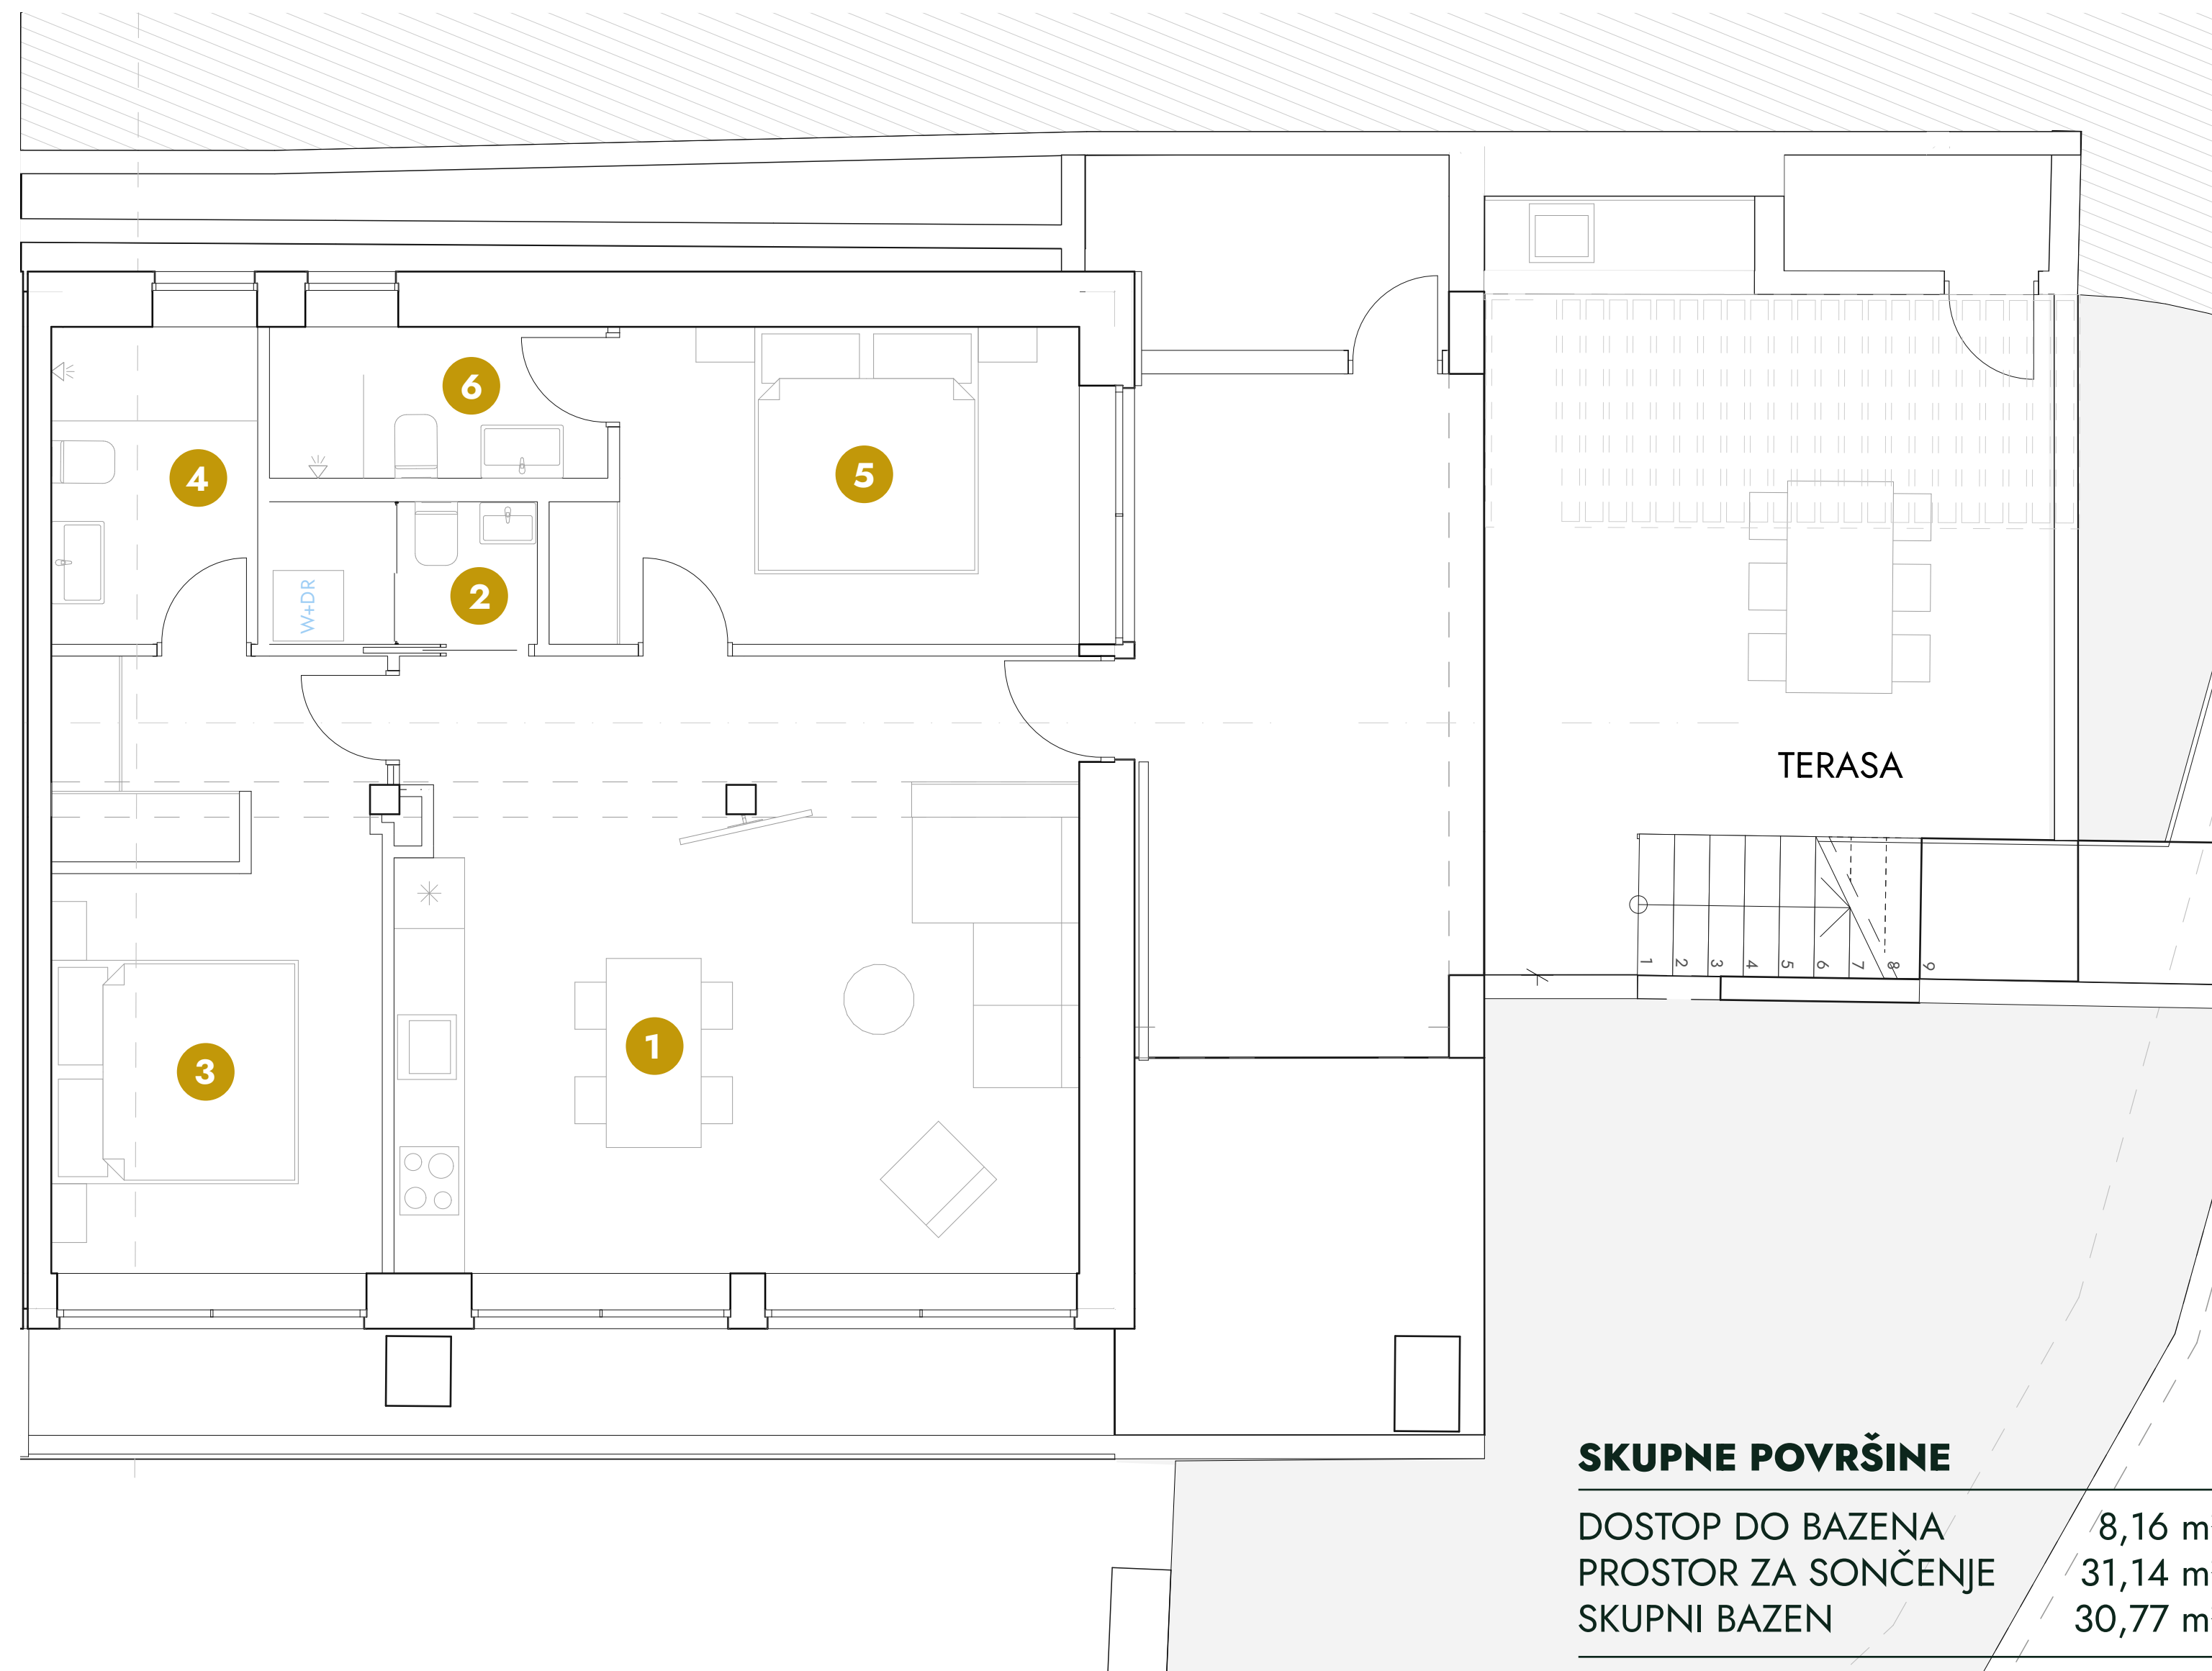 6
4
5
2
W+DR
TERASA
1 2 3 4 5 6 7 8 9
1
3
SKUPNE POVRŠINE
DOSTOP DO BAZENA 8,16 m
PROSTOR ZA SONČENJE 31,14 m
SKUPNI BAZEN 30,77 m